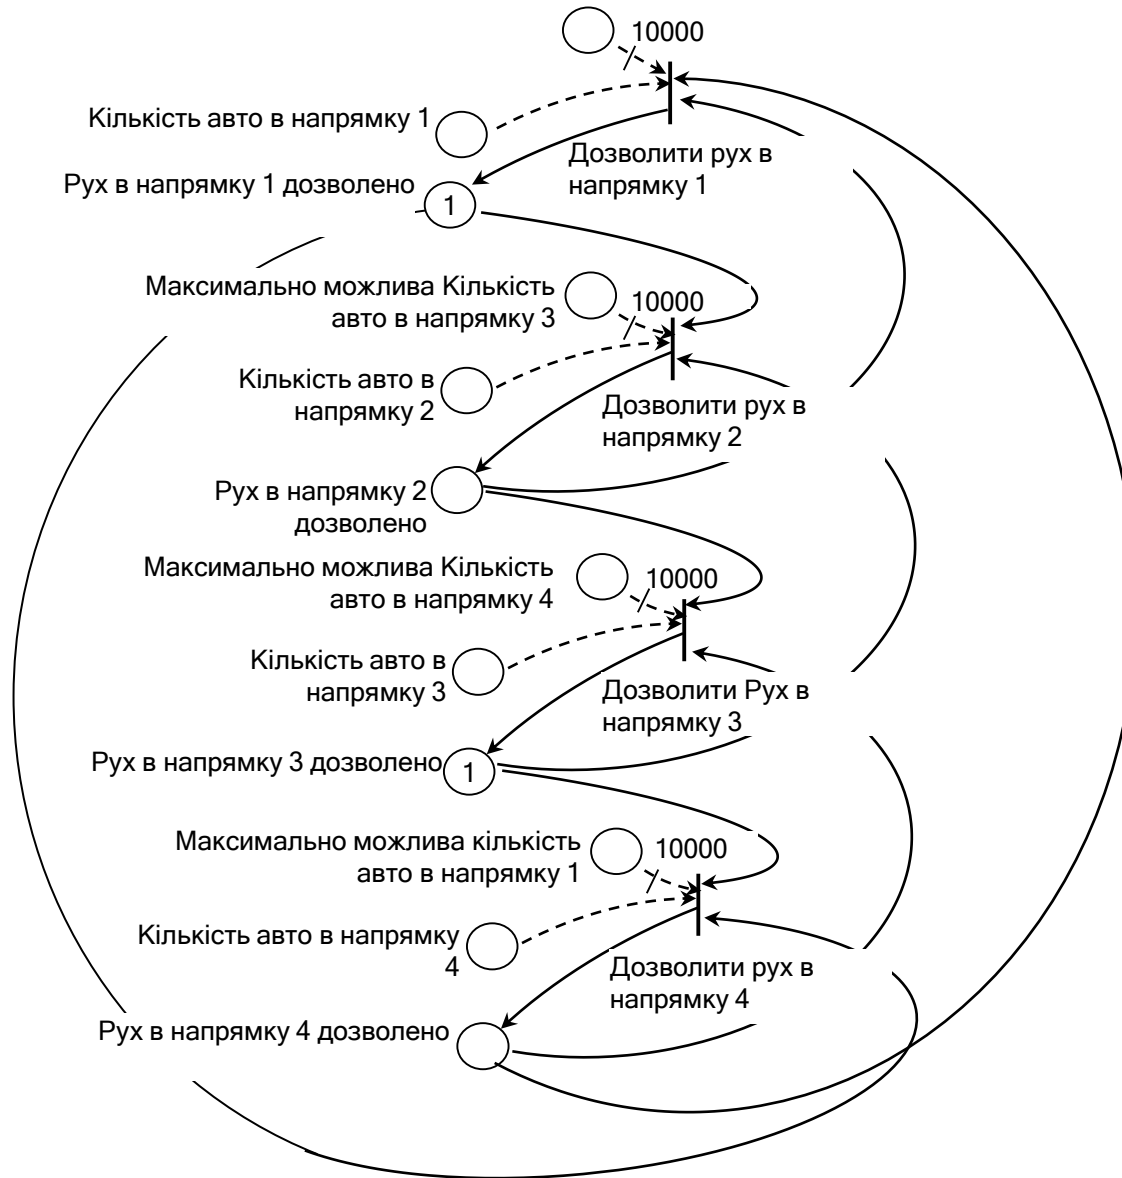 10000
Кількість авто в напрямку 1
Дозволити рух в
напрямку 1
Рух в напрямку 1 дозволено
1
Максимально можлива Кількість
авто в напрямку 3
10000
Кількість авто в
напрямку 2
Дозволити рух в
напрямку 2
Рух в напрямку 2
дозволено
Максимально можлива Кількість
авто в напрямку 4
10000
Кількість авто в
напрямку 3
Дозволити Рух в
напрямку 3
Рух в напрямку 3 дозволено
1
Максимально можлива кількість
авто в напрямку 1
10000
Кількість авто в напрямку
4
Дозволити рух в
напрямку 4
Рух в напрямку 4 дозволено